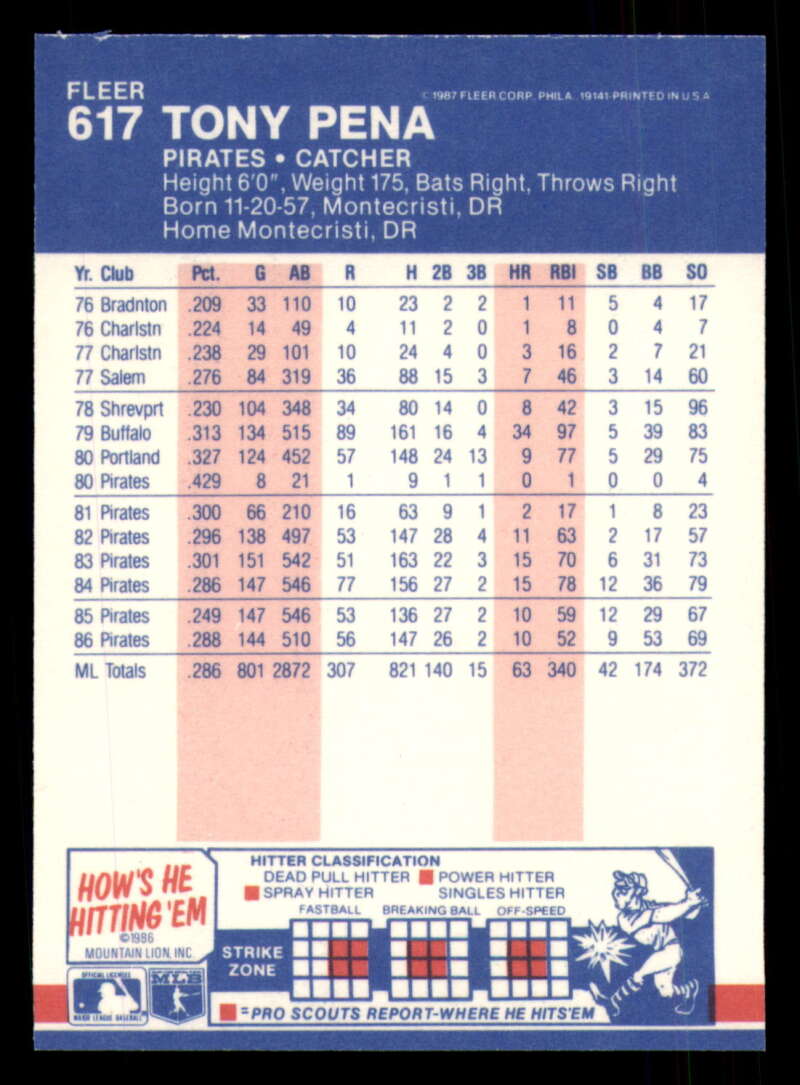 FLEER
©1987 FLEER CORP. PHILA. 19141-PRINTED IN U S A
617 TONY PENA
PIRATES • CATCHER
Height 6'0", Weight 175, Bats Right, Throws Right
Born 11-20-57, Montecristi, DR
Home Montecristi, DR
Yr. Club Pct. G AB R H 2B 3B HR RBI SB BB SO
76 Bradnton .209 33 110 10 23 2 2 1 11 5 4 17
76 Charlstn .224 14 49 4 11 2 0 1 8 0 4 7
77 Charlstn .238 29 101 10 24 4 0 3 16 2 7 21
77 Salem .276 84 319 36 88 15 3 7 46 3 14 60
78 Shrevprt .230 104 348 34 80 14 0 8 42 3 15 96
79 Buffalo .313 134 515 89 161 16 4 34 97 5 39 83
80 Portland .327 124 452 57 148 24 13 9 77 5 29 75
80 Pirates .429 8 21 1 9 1 1 0 1 0 0 4
81 Pirates .300 66 210 16 63 9 1 2 17 1 8 23
82 Pirates .296 138 497 53 147 28 4 11 63 2 17 57
83 Pirates .301 151 542 51 163 22 3 15 70 6 31 73
84 Pirates .286 147 546 77 156 27 2 15 78 12 36 79
85 Pirates .249 147 546 53 136 27 2 10 59 12 29 67
86 Pirates .288 144 510 56 147 26 2 10 52 9 53 69
ML Totals .286 801 2872 307 821 140 15 63 340 42 174 372
HOW'S HE
HITTING 'EM
©1986
MOUNTAIN LION, INC.
HITTER CLASSIFICATION
DEAD PULL HITTER POWER HITTER
SPRAY HITTER SINGLES HITTER
FASTBALL BREAKING BALL OFF-SPEED
STRIKE
ZONE
OFFICIAL LICENSEE
MAJOR LEAGUE BASEBALL
MLB
=PRO SCOUTS REPORT-WHERE HE HITS'EM